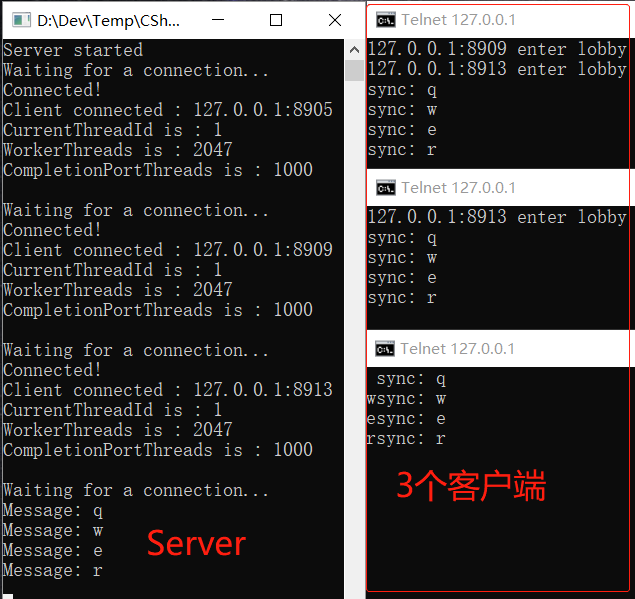 D:\Dev\Temp\CSh...
Server started
Waiting for a connection...
Connected!
Client connected : 127.0.0.1:8905
CurrentThreadId is : 1
WorkerThreads is : 2047
CompletionPortThreads is : 1000
Waiting for a connection...
Connected!
Client connected : 127.0.0.1:8909
CurrentThreadId is : 1
WorkerThreads is : 2047
CompletionPortThreads is : 1000
Waiting for a connection...
Connected!
Client connected : 127.0.0.1:8913
CurrentThreadId is : 1
WorkerThreads is : 2047
CompletionPortThreads is : 1000
Waiting for a connection...
Message: q
Message: w
Message: e
Message: r
Server
Telnet 127.0.0.1
127.0.0.1:8909 enter lobby
127.0.0.1:8913 enter lobby
sync: q
sync: w
sync: e
sync: r
Telnet 127.0.0.1
127.0.0.1:8913 enter lobby
sync: q
sync: w
sync: e
sync: r
Telnet 127.0.0.1
sync: q
wsync: w
esync: e
rsync: r
3个客户端